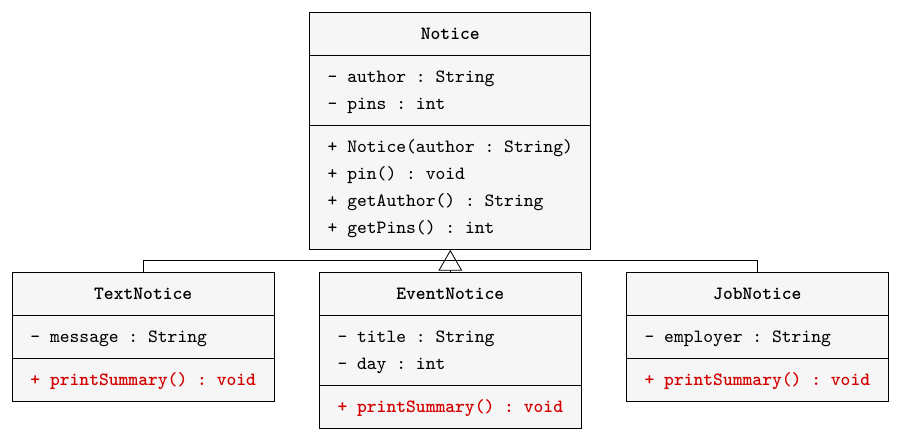 Notice
- author : String
- pins : int
+ Notice(author : String)
+ pin() : void
+ getAuthor() : String
+ getPins() : int
TextNotice
- message : String
+ printSummary() : void
EventNotice
- title : String
- day : int
+ printSummary() : void
JobNotice
- employer : String
+ printSummary() : void